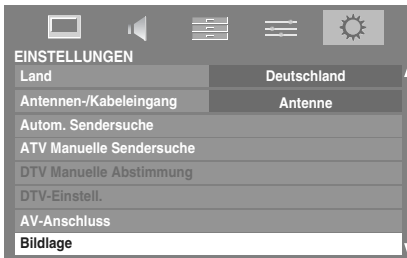 EINSTELLUNGEN
Land Deutschland
Antennen-/Kabeleingang Antenne
Autom. Sendersuche
ATV Manuelle Sendersuche
DTV Manuelle Abstimmung
DTV-Einstell.
AV-Anschluss
Bildlage